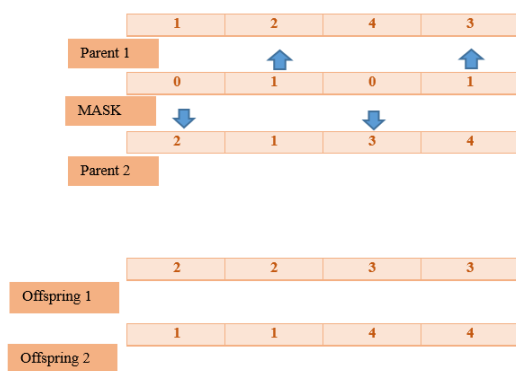 1 2 4 3
Parent 1
0 1 0 1
MASK
2 1 3 4
Parent 2
2 2 3 3
Offspring 1
1 1 4 4
Offspring 2